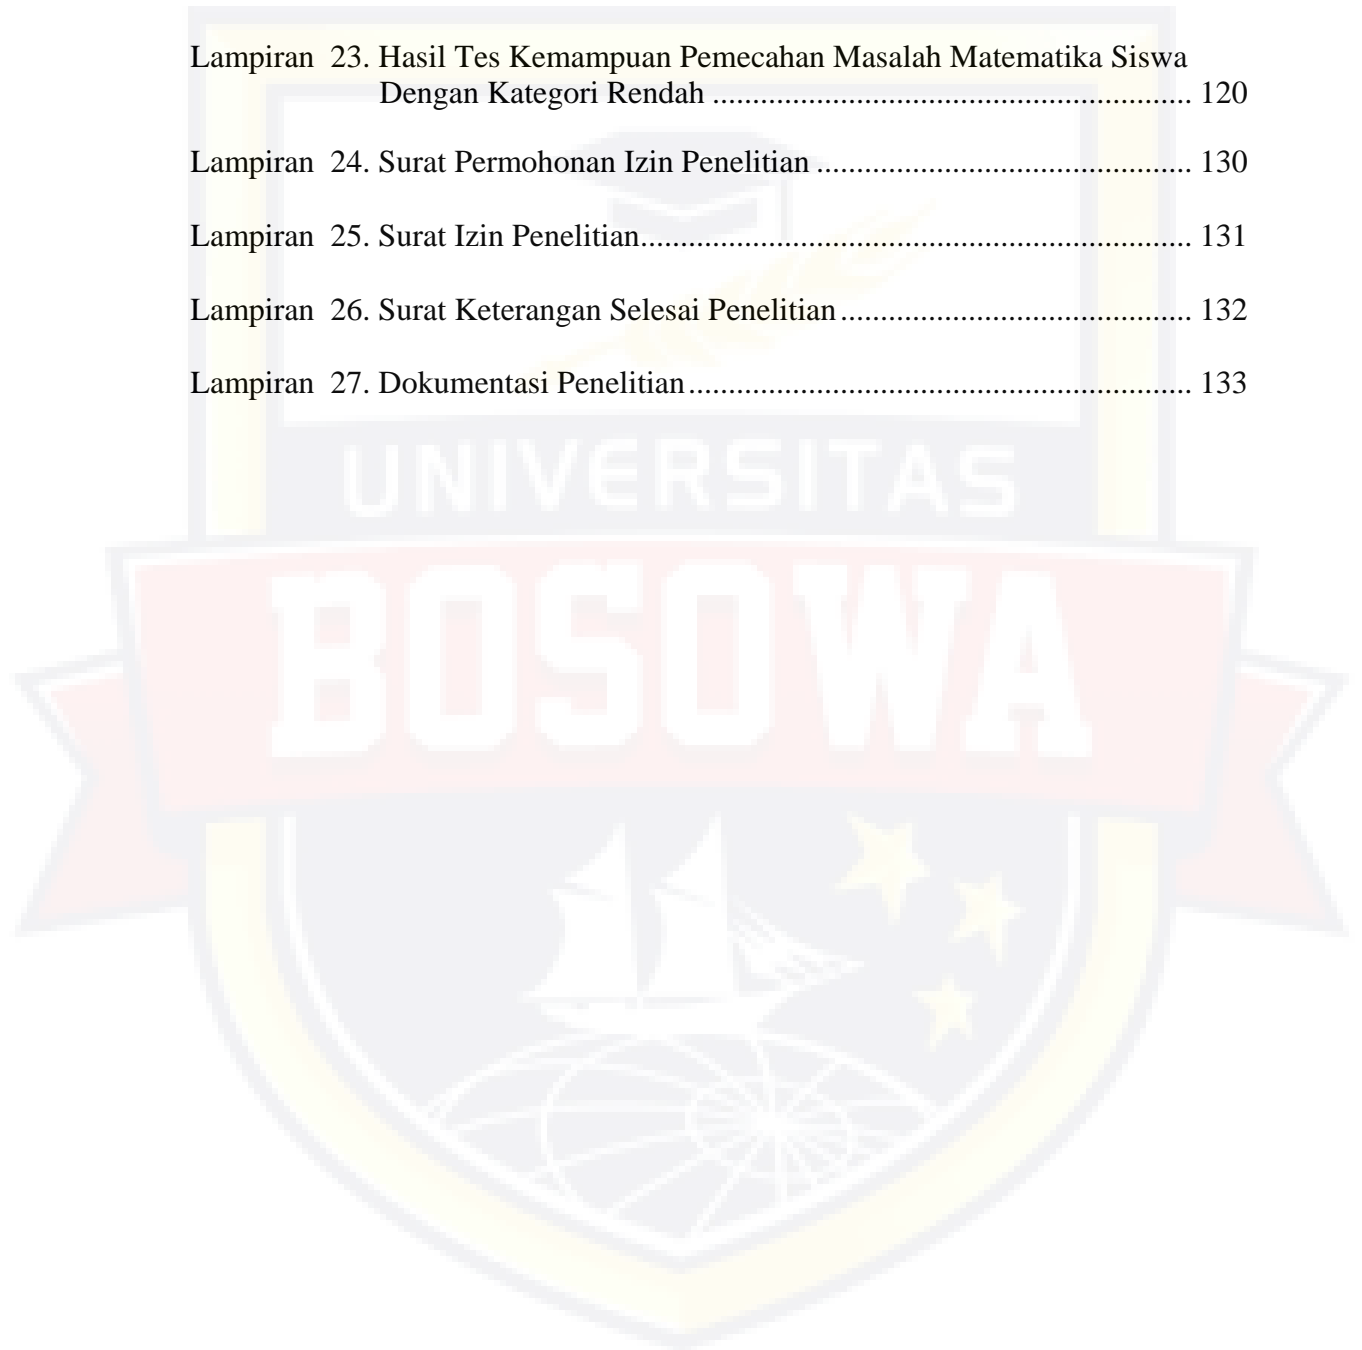 Lampiran 23. Hasil Tes Kemampuan Pemecahan Masalah Matematika Siswa
Dengan Kategori Rendah ................................................................ 120
Lampiran 24. Surat Permohonan Izin Penelitian .................................................. 130
Lampiran 25. Surat Izin Penelitian......................................................................... 131
Lampiran 26. Surat Keterangan Selesai Penelitian ............................................... 132
Lampiran 27. Dokumentasi Penelitian ................................................................... 133
UNIVERSITAS
BOSOWA